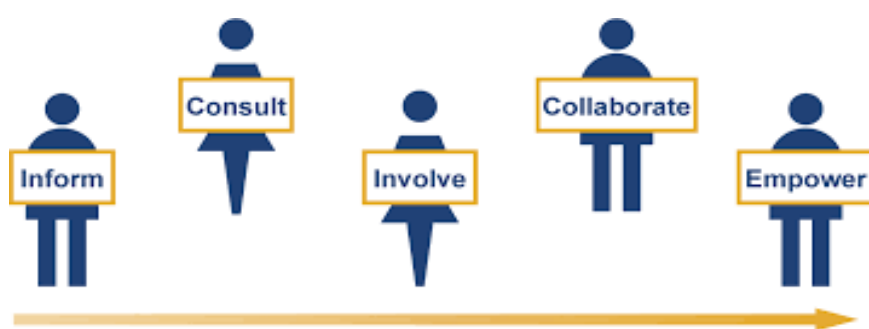 Inform
Consult
Involve
Collaborate
Empower